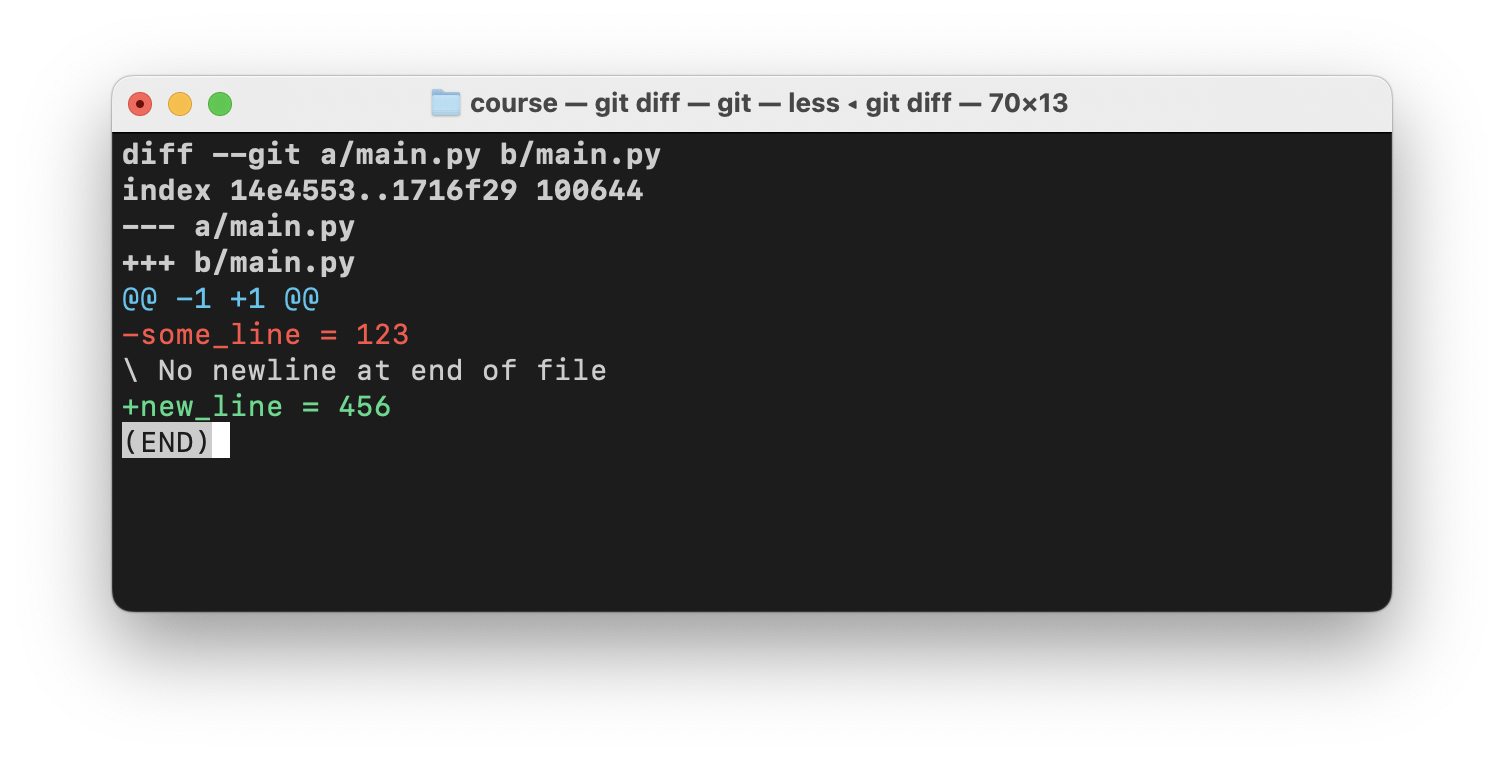 course — git diff — git — less ◂ git diff — 70×13
diff --git a/main.py b/main.py
index 14e4553..1716f29 100644
--- a/main.py
+++ b/main.py
@@ -1 +1 @@
-some_line = 123
\ No newline at end of file
+new_line = 456
(END)